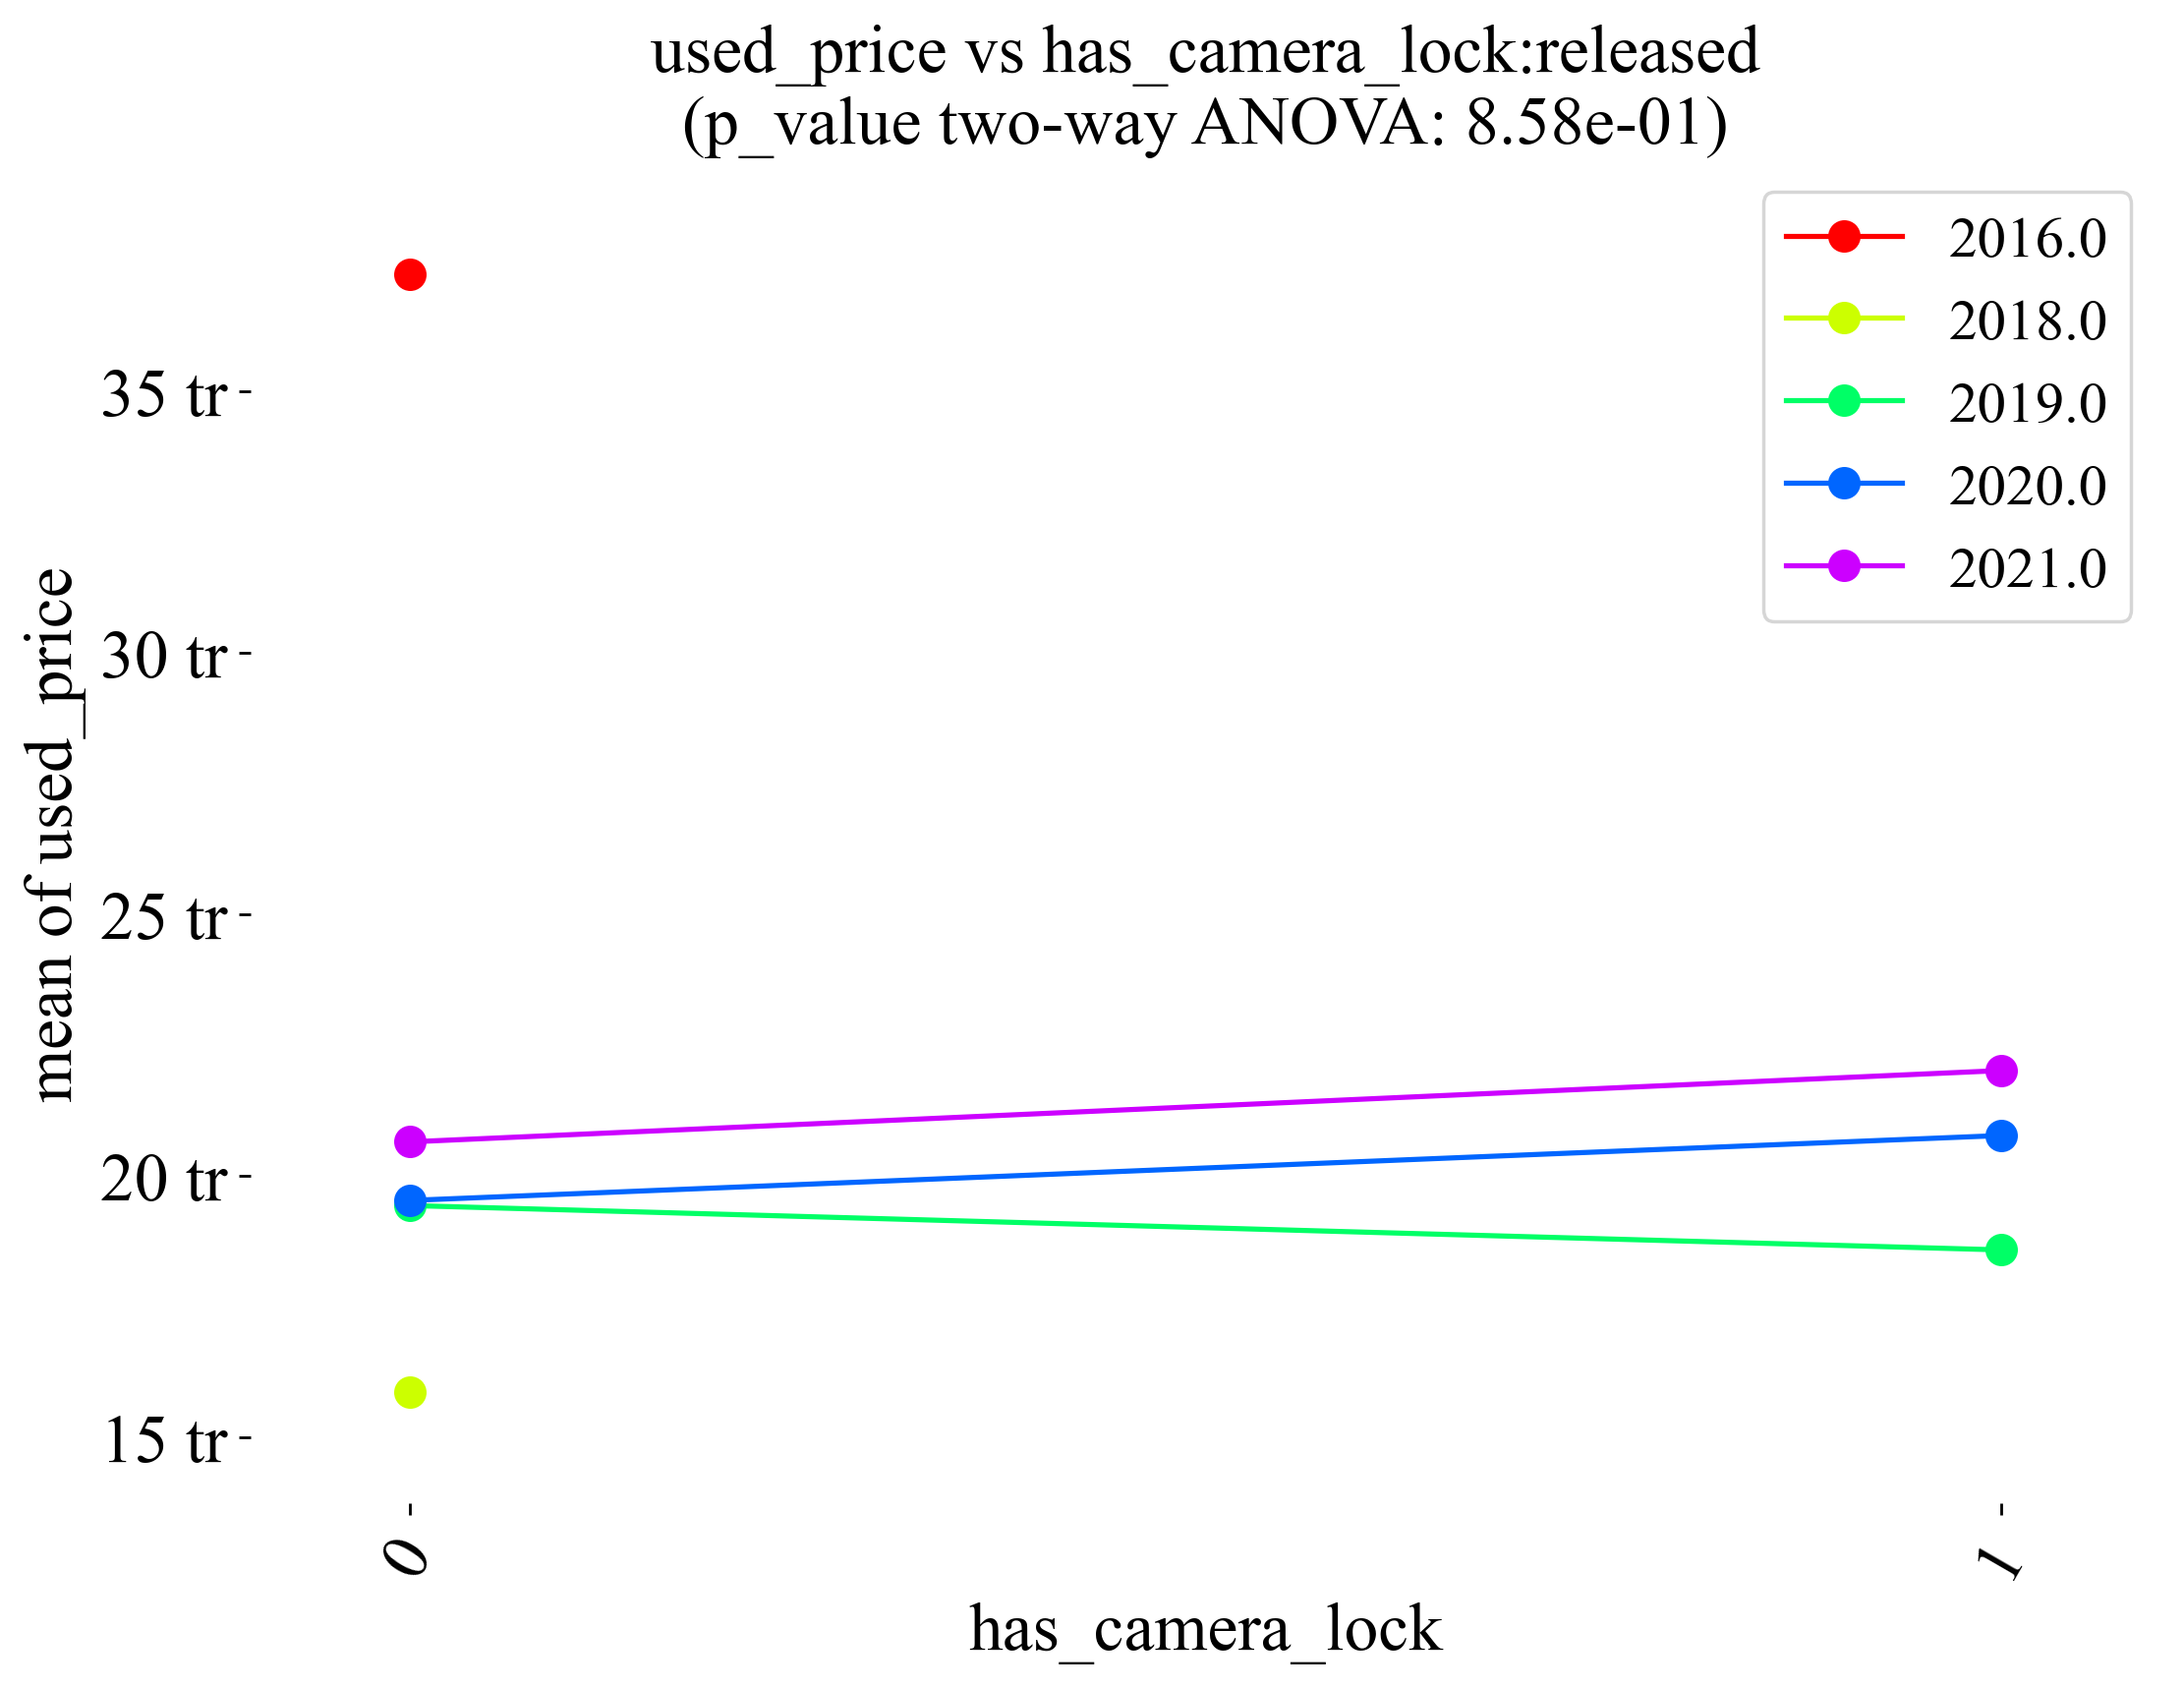 used_price vs has_camera_lock:released
(p_value two-way ANOVA: 8.58e-01)
2016.0
2018.0
2019.0
2020.0
2021.0
mean of used_price
35 tr
30 tr
25 tr
20 tr
15 tr
0
1
has_camera_lock